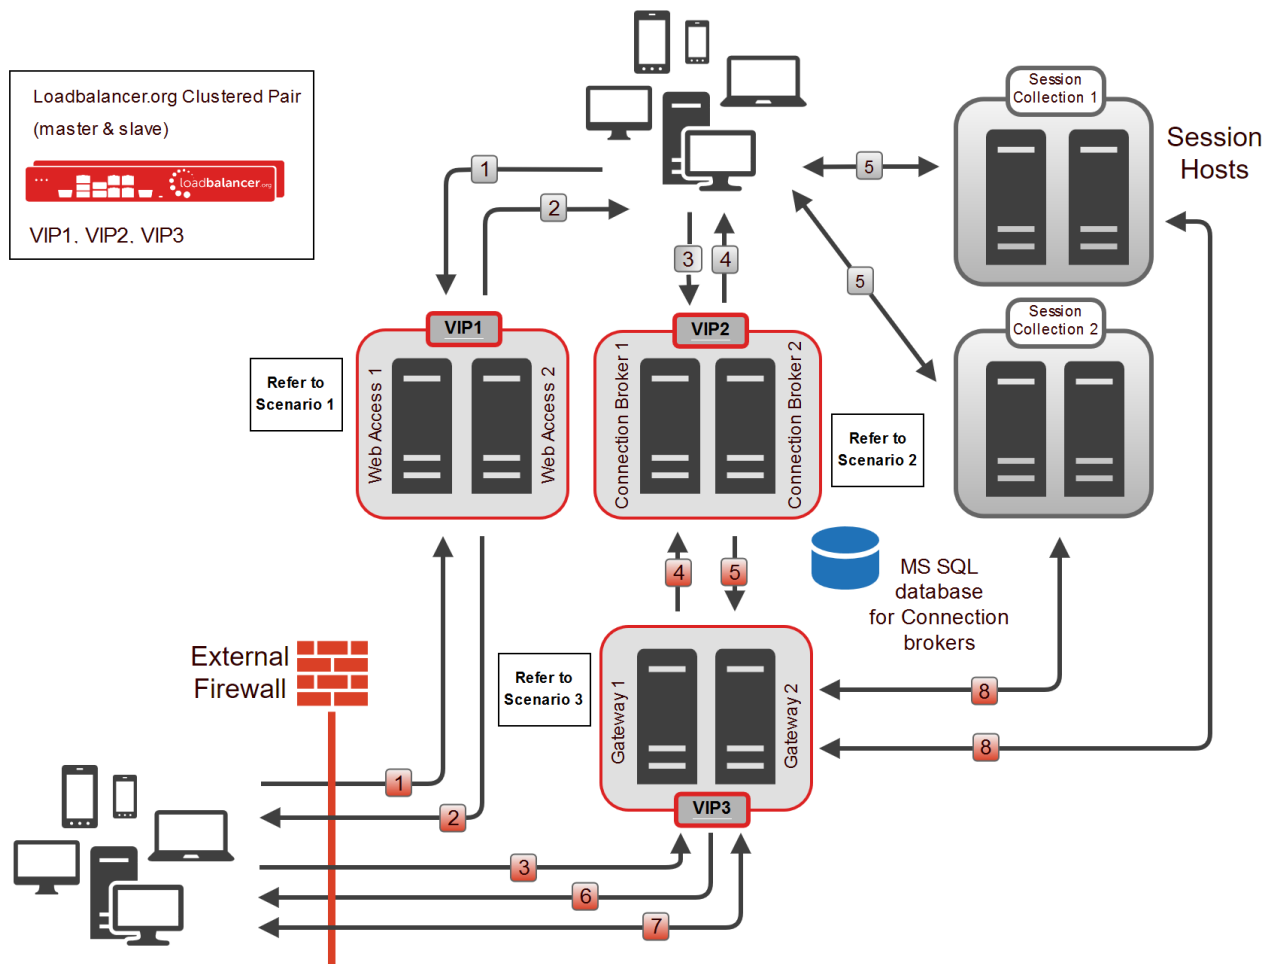 Loadbalancer.org Clustered Pair
(master & slave)
loadbalancer.org
VIP1. VIP2. VIP3
Session
Collection 1
Session
Hosts
1
2
3
4
5
5
Session
Collection 2
VIP1
VIP2
Refer to
Scenario 1
Web Access 1
Web Access 2
Connection Broker 1
Connection Broker 2
Refer to
Scenario 2
4
5
MS SQL
database
for Connection
brokers
External
Firewall
Refer to
Scenario 3
Gateway 1
Gateway 2
VIP3
8
8
1
2
3
6
7